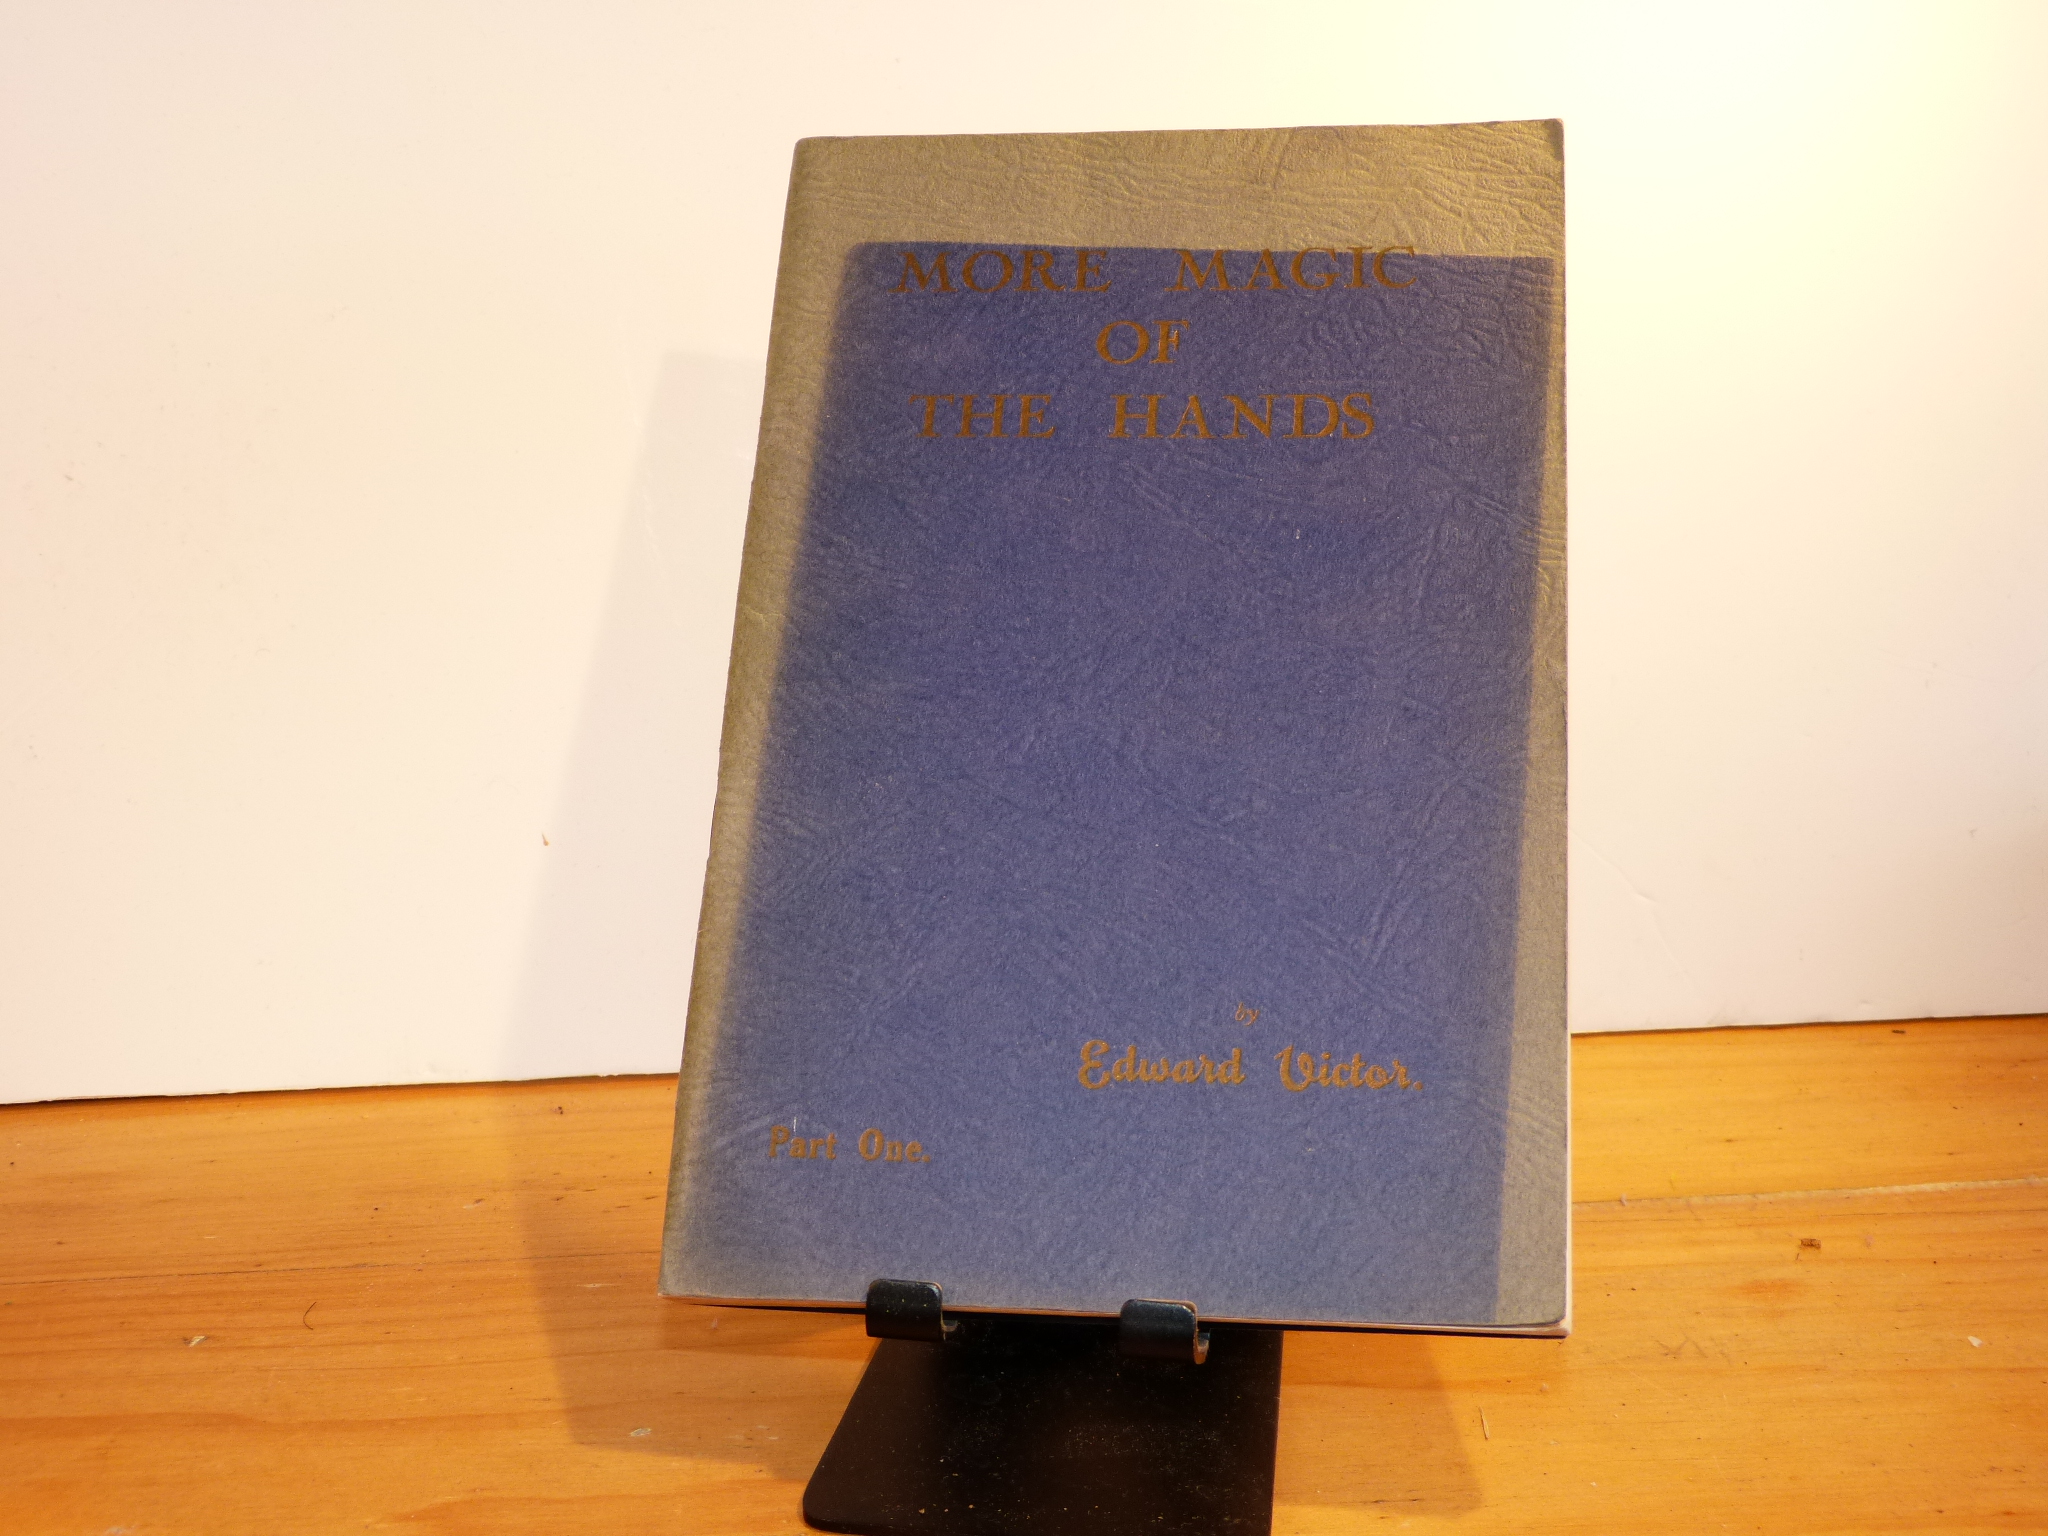 MORE MAGIC
OF
THE HANDS
by
Edward Victor.
Part One.